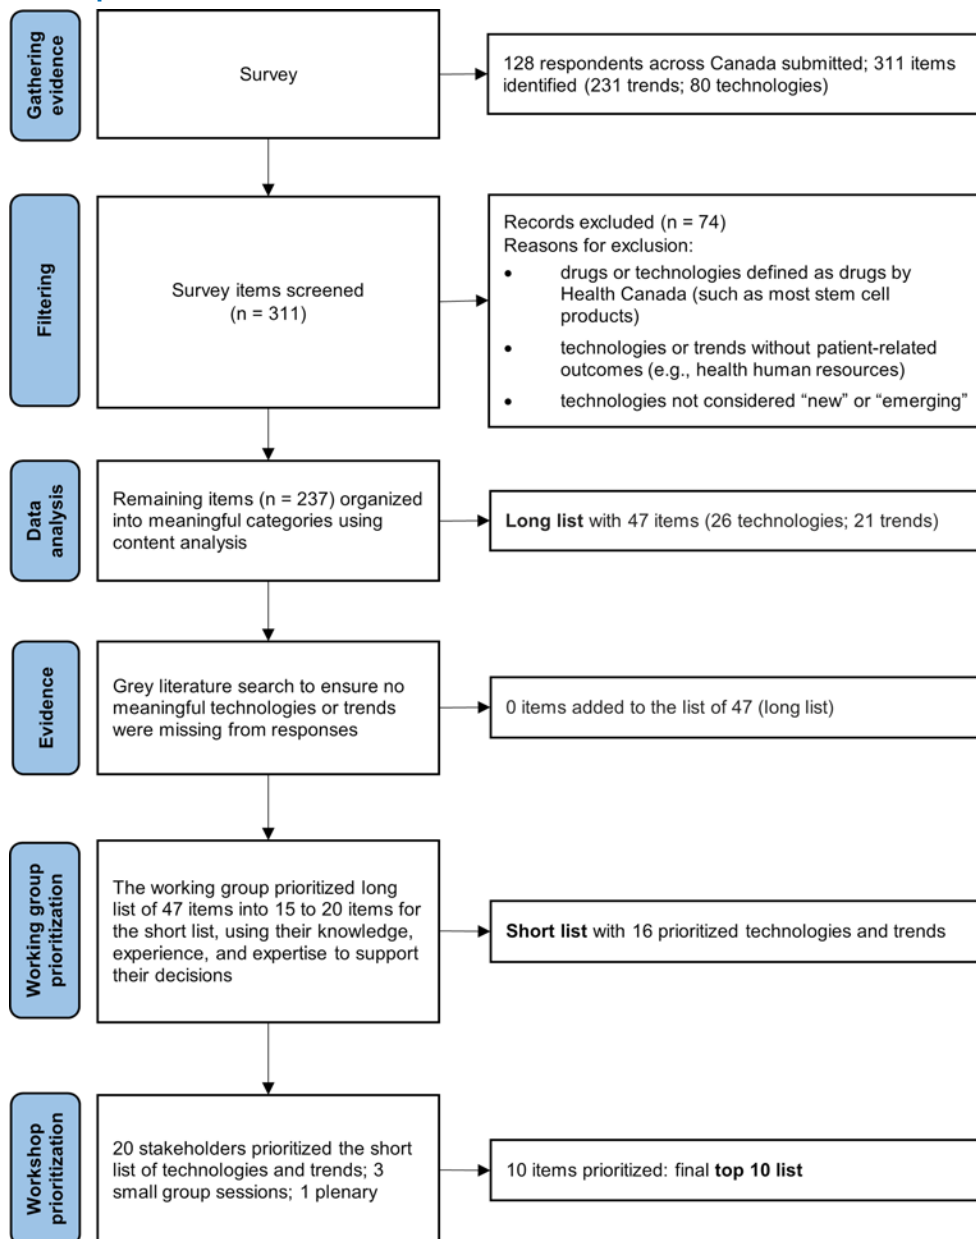 Gathering
evidence
Survey
128 respondents across Canada submitted; 311 items
identified (231 trends; 80 technologies)
Filtering
Survey items screened
(n = 311)
Records excluded (n = 74)
Reasons for exclusion:
• drugs or technologies defined as drugs by
Health Canada (such as most stem cell
products)
• technologies or trends without patient-related
outcomes (e.g., health human resources)
• technologies not considered “new” or “emerging”
Data
analysis
Remaining items (n = 237) organized
into meaningful categories using
content analysis
Long list with 47 items (26 technologies; 21 trends)
Evidence
Grey literature search to ensure no
meaningful technologies or trends
were missing from responses
0 items added to the list of 47 (long list)
Working group
prioritization
The working group prioritized long
list of 47 items into 15 to 20 items for
the short list, using their knowledge,
experience, and expertise to support
their decisions
Short list with 16 prioritized technologies and trends
Workshop
prioritization
20 stakeholders prioritized the short
list of technologies and trends; 3
small group sessions; 1 plenary
10 items prioritized: final top 10 list